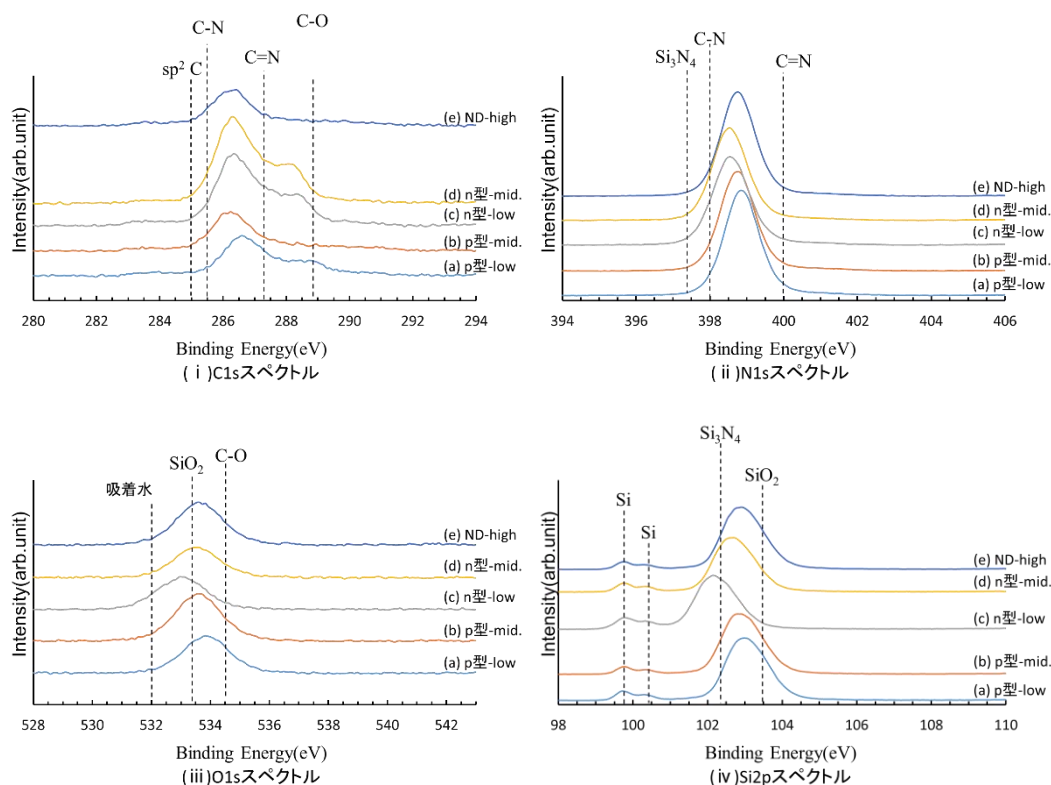 C-N
C-O
C=N
sp² C
Intensity(arb.unit)
(e) ND-high
(d) n型-mid.
(c) n型-low
(b) p型-mid.
(a) p型-low
280 282 284 286 288 290 292 294
Binding Energy(eV)
(ⅰ)C1sスペクトル
C-N
Si₃N₄
C=N
Intensity(arb.unit)
(e) ND-high
(d) n型-mid.
(c) n型-low
(b) p型-mid.
(a) p型-low
394 396 398 400 402 404 406
Binding Energy(eV)
(ⅱ)N1sスペクトル
SiO₂
C-O
吸着水
Intensity(arb.unit)
(e) ND-high
(d) n型-mid.
(c) n型-low
(b) p型-mid.
(a) p型-low
528 530 532 534 536 538 540 542
Binding Energy(eV)
(ⅲ)O1sスペクトル
Si₃N₄
SiO₂
Si
Si
Intensity(arb.unit)
(e) ND-high
(d) n型-mid.
(c) n型-low
(b) p型-mid.
(a) p型-low
98 100 102 104 106 108 110
Binding Energy(eV)
(ⅳ)Si2pスペクトル